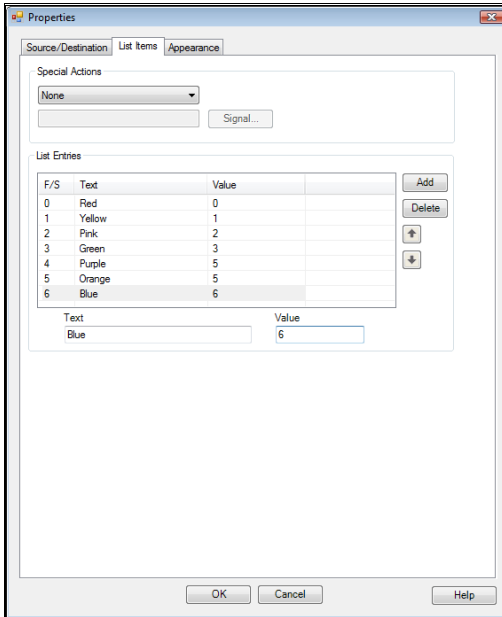 Properties
Source/Destination List Items Appearance
Special Actions
None
Signal...
List Entries
F/S Text Value
Add
0 Red 0
Delete
1 Yellow 1
2 Pink 2
3 Green 3
4 Purple 5
5 Orange 5
6 Blue 6
Text Value
Blue 6
OK Cancel Help